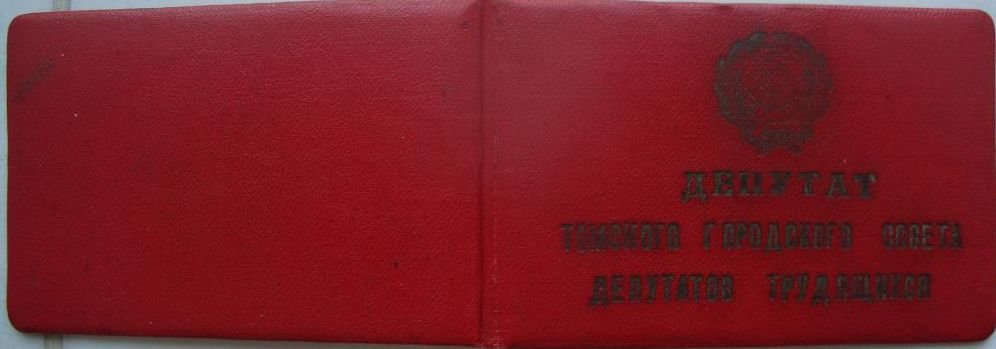 ДЕПУТАТ
ТОМСКОГО ГОРОДСКОГО СОВЕТА
ДЕПУТАТОВ ТРУДЯЩИХСЯ